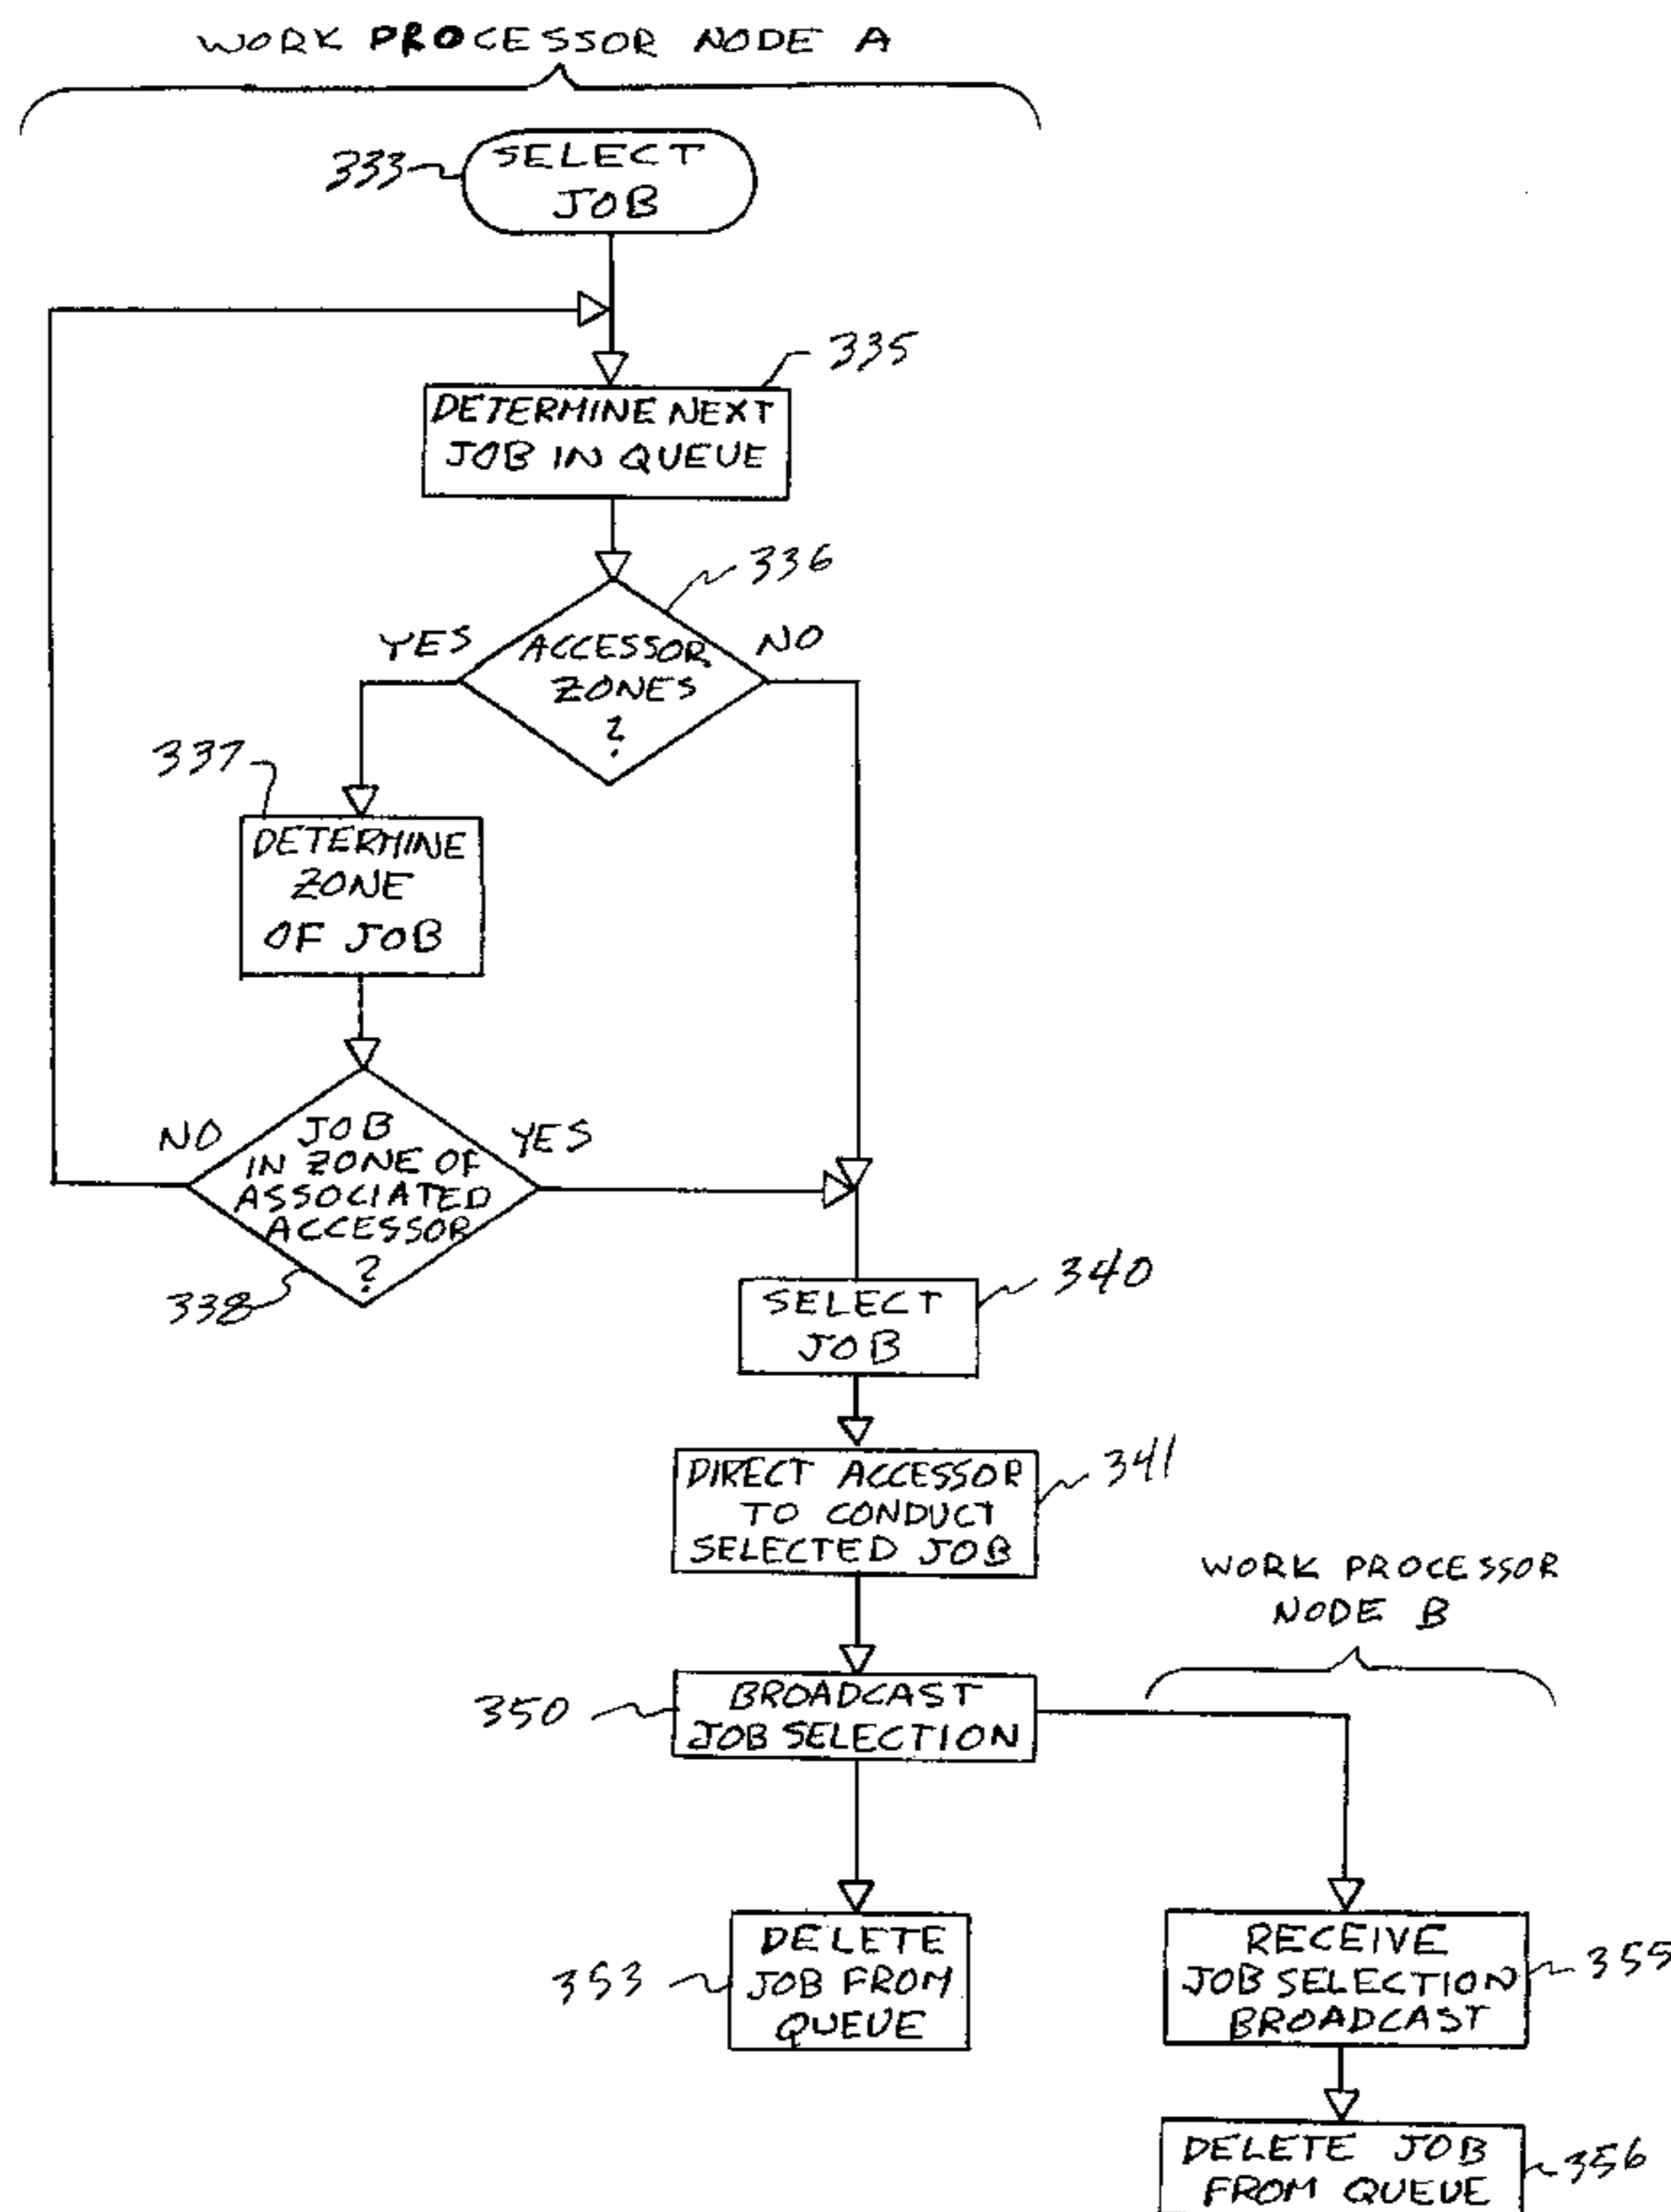 WORK PROCESSOR NODE A
333
SELECT
JOB
335
DETERMINE NEXT
JOB IN QUEUE
336
YES
NO
ACCESSOR
ZONES
?
337
DETERMINE
ZONE
OF JOB
NO
YES
JOB
IN ZONE OF
ASSOCIATED
ACCESSOR
?
338
340
SELECT
JOB
341
DIRECT ACCESSOR
TO CONDUCT
SELECTED JOB
WORK PROCESSOR
NODE B
350
BROADCAST
JOB SELECTION
353
DELETE
JOB FROM
QUEUE
RECEIVE
JOB SELECTION
BROADCAST
355
DELETE JOB
FROM QUEUE
356